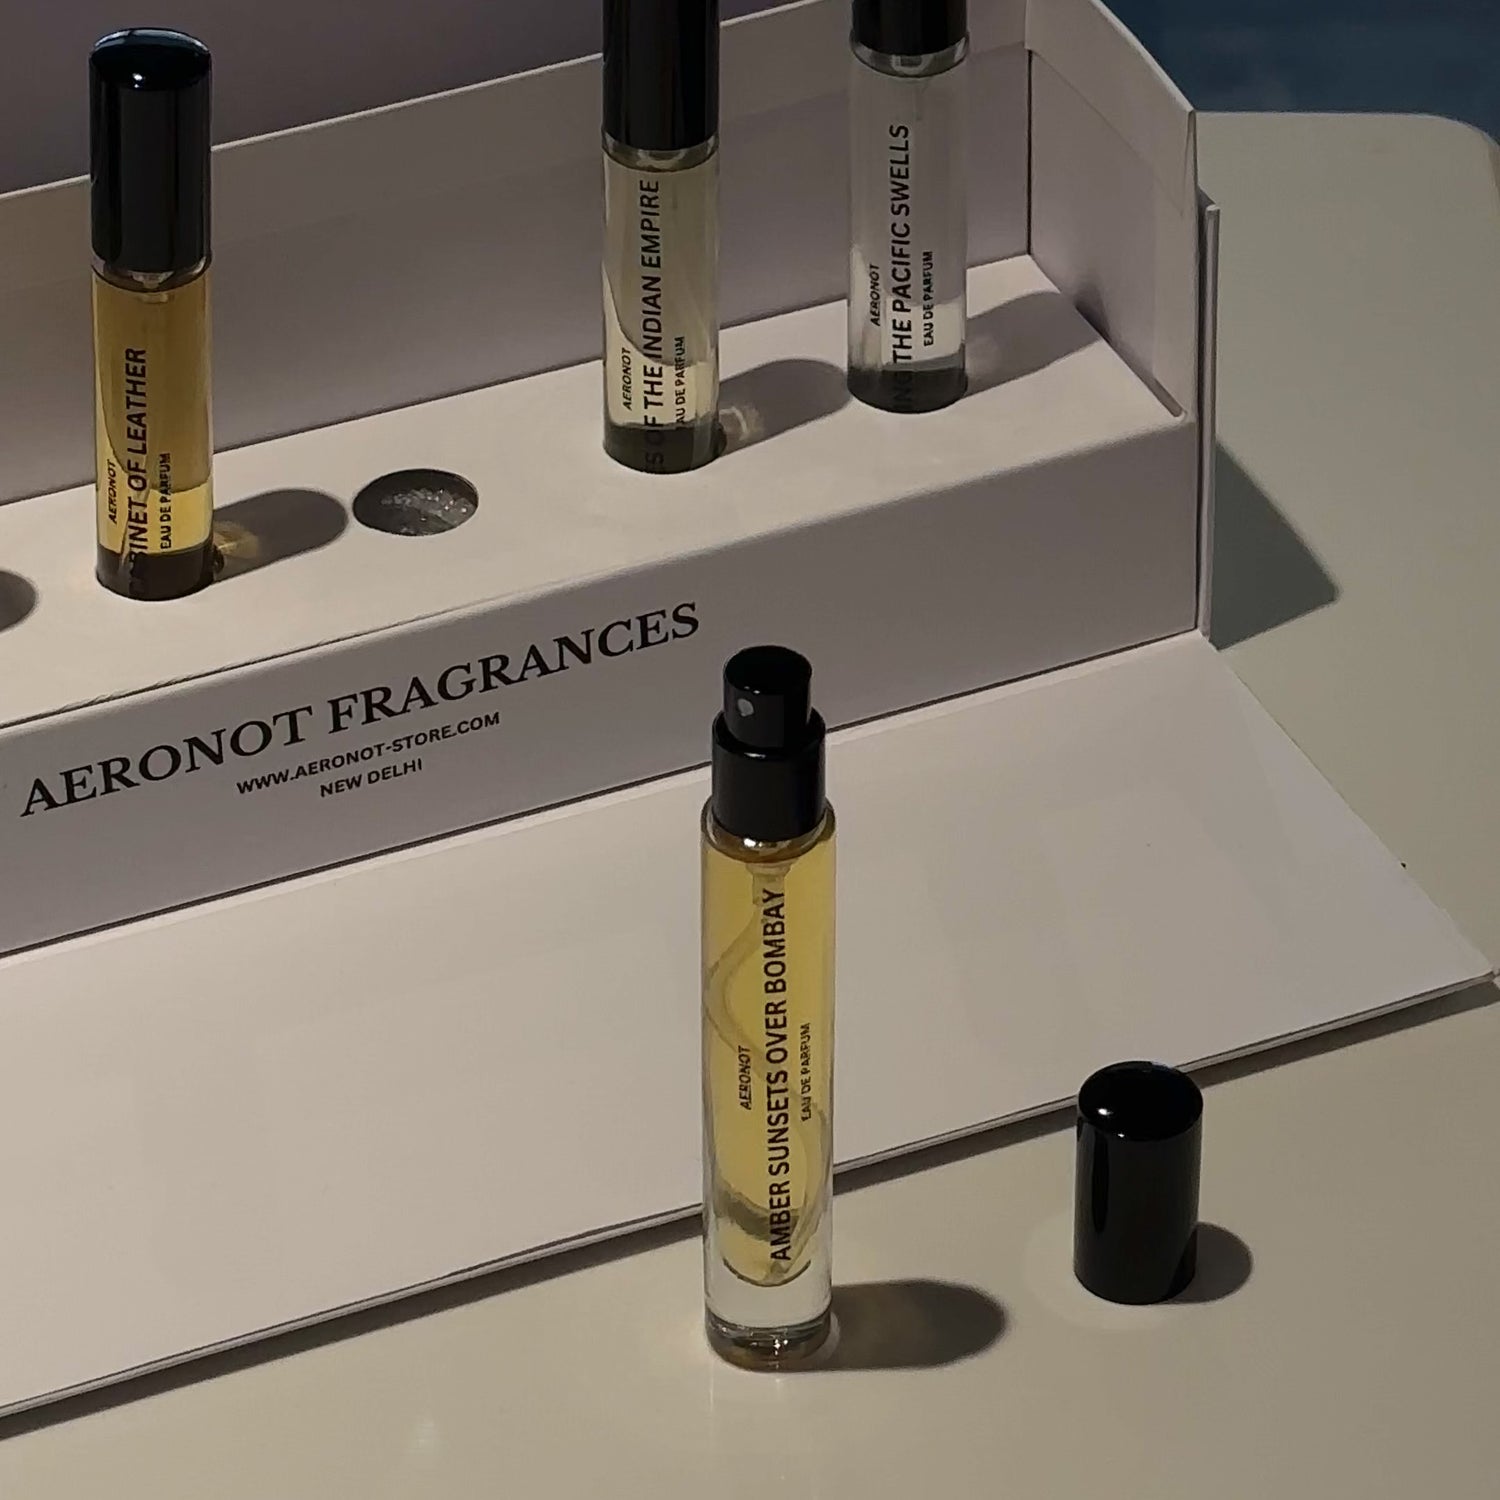 AERONOT
OF LEATHER
EAU DE PARFUM
AERONOT
OF THE INDIAN EMPIRE
EAU DE PARFUM
AERONOT
THE PACIFIC SWELLS
EAU DE PARFUM
AERONOT FRAGRANCES
WWW.AERONOT-STORE.COM
NEW DELHI
AERONOT
AMBER SUNSETS OVER BOMBAY
EAU DE PARFUM